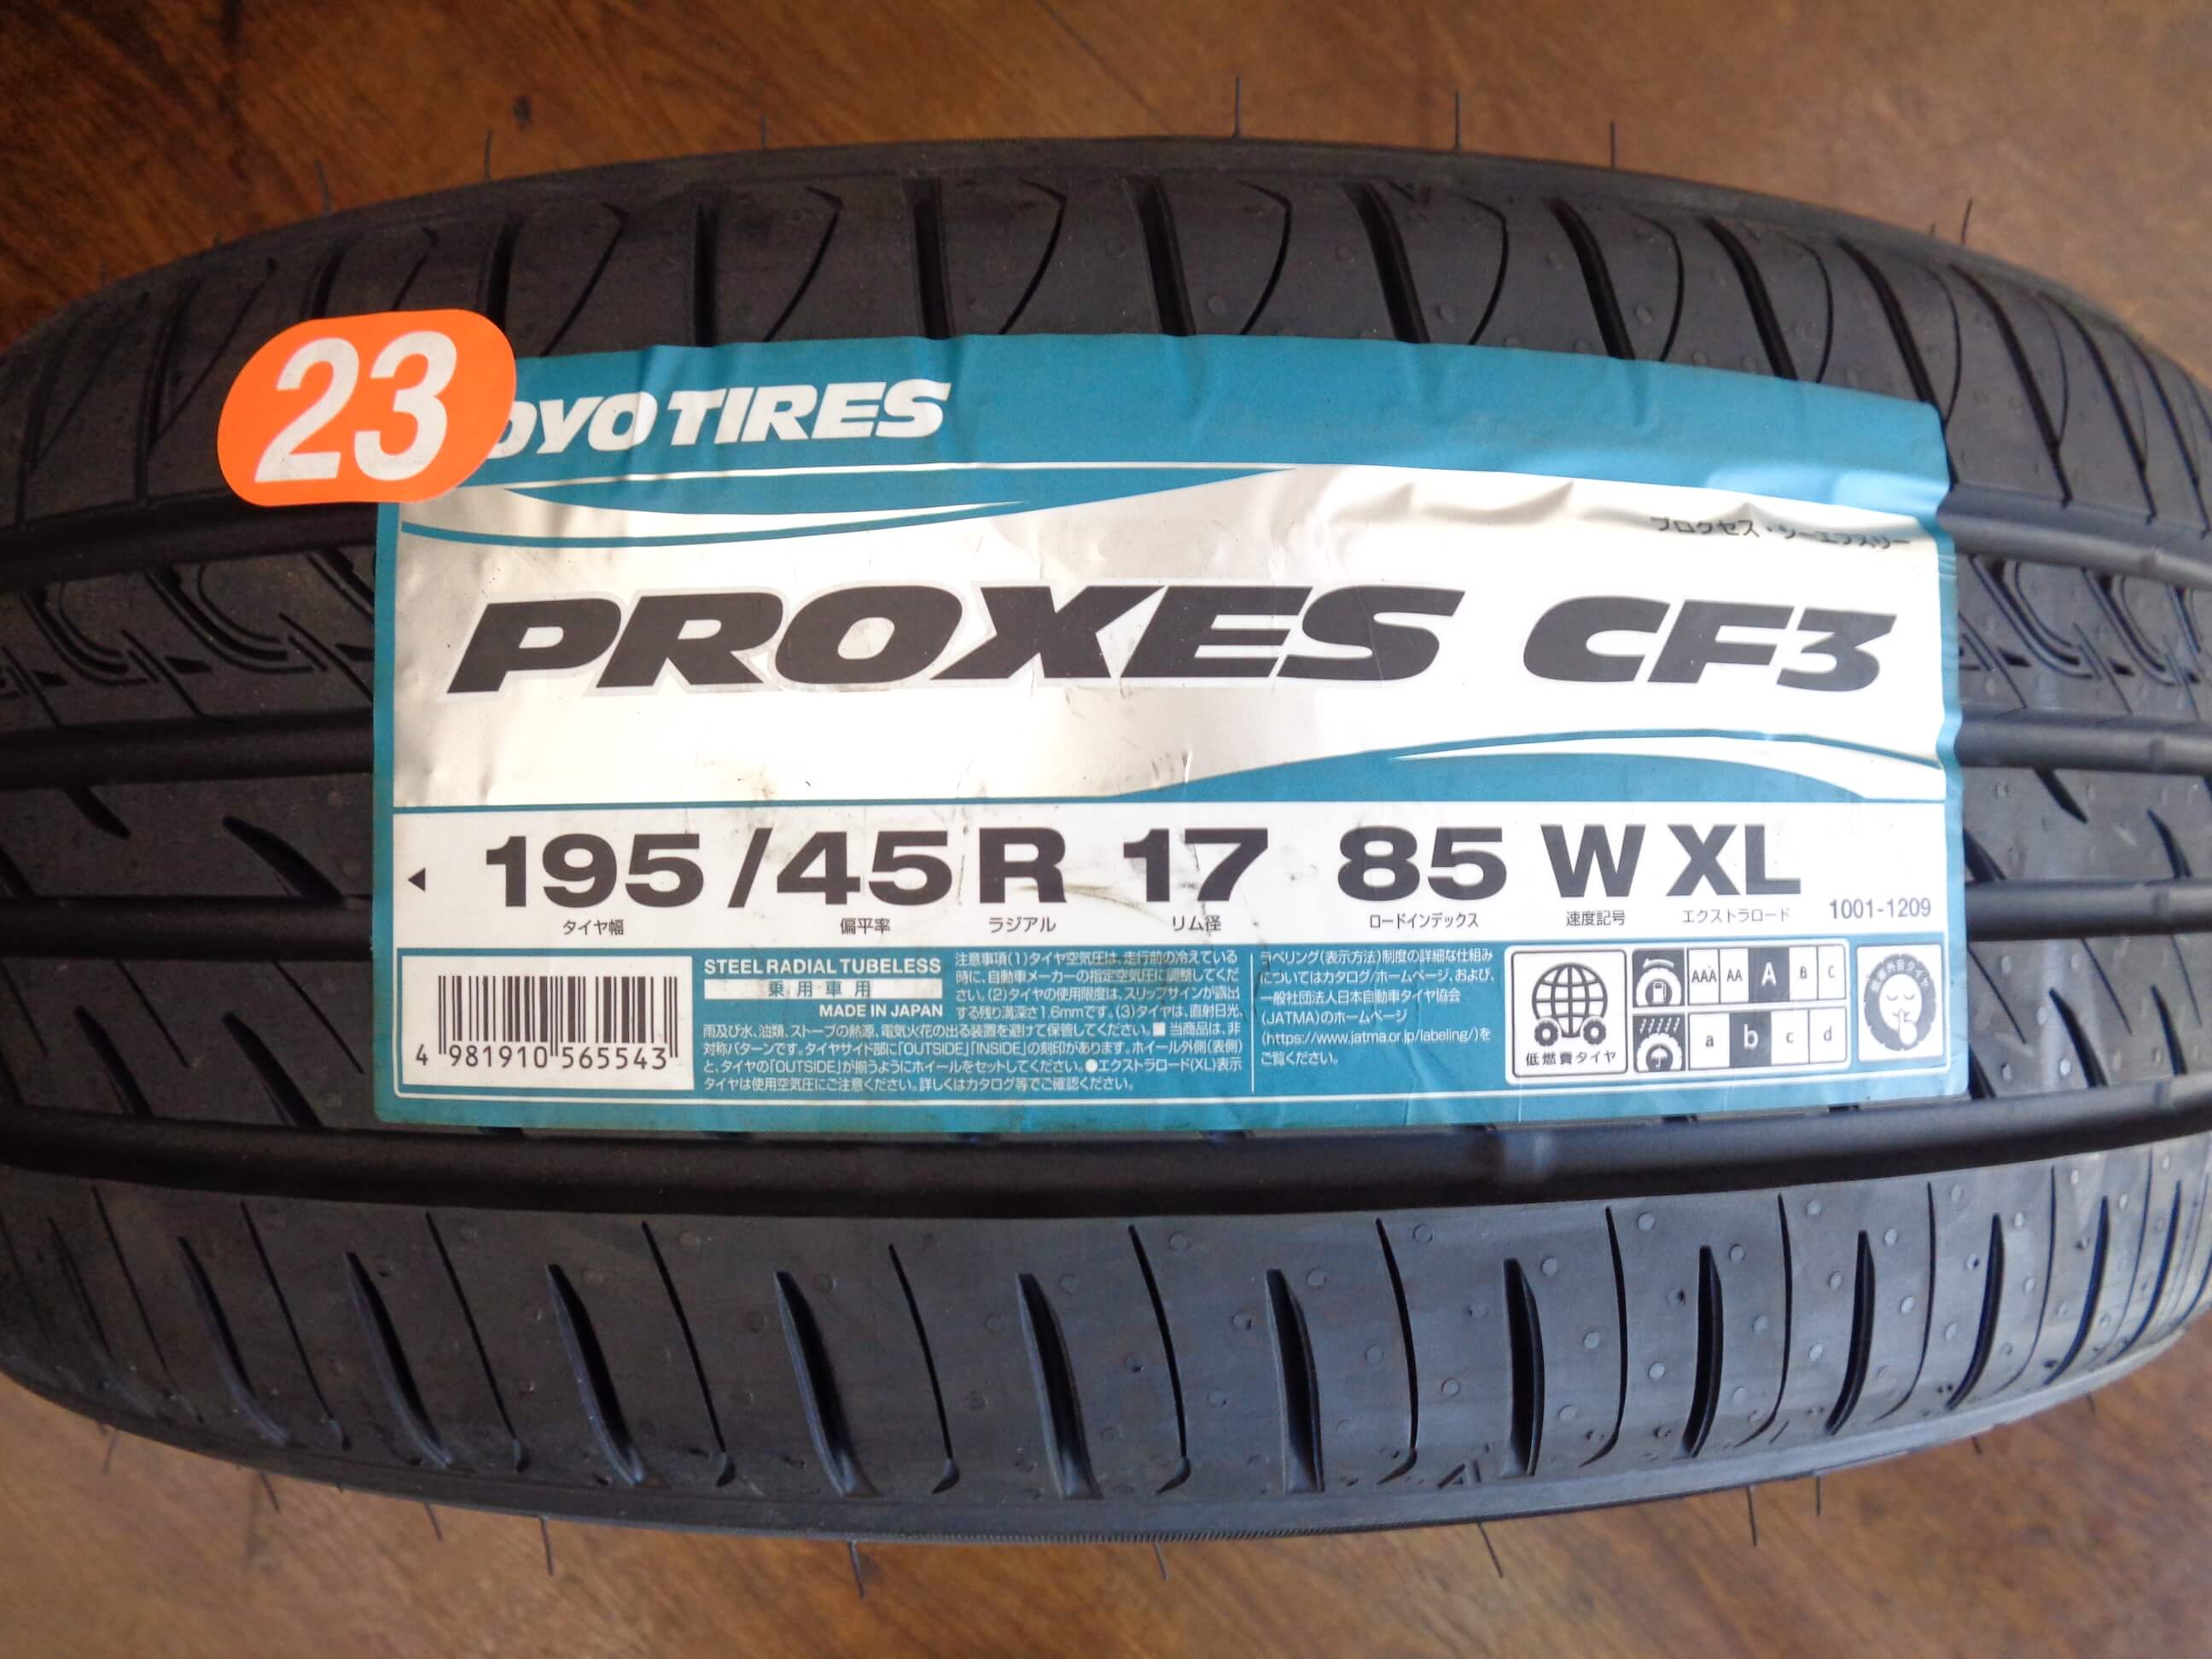 23
OYO TIRES
プロクセス・シーエフスリー
PROXES CF3
195 /45 R 17 85 W XL
タイヤ幅 偏平率 ラジアル リム径 ロードインデックス 速度記号 エクストラロード
1001-1209
4 981910 565543
STEEL RADIAL TUBELESS
乗用車用
MADE IN JAPAN
注意事項(1)タイヤ空気圧は、走行前の冷えている
時に、自動車メーカーの指定空気圧に調整してくだ
さい。(2)タイヤの使用限度は、スリップサインが露出
する残り溝深さ1.6mmです。(3)タイヤは、直射日光、
雨及び水、油類、ストーブの熱源、電気火花の出る装置を避けて保管してください。■当商品は、非
対称パターンです。タイヤサイド部に「OUTSIDE」「INSIDE」の刻印があります。ホイール外側(表側)
と、タイヤの「OUTSIDE」が揃うようにホイールをセットしてください。●エクストラロード(XL)表示
タイヤは使用空気圧にご注意ください。詳しくはカタログ等でご確認ください。
ラベリング(表示方法)制度の詳細な仕組み
についてはカタログ/ホームページ、および、
一般社団法人日本自動車タイヤ協会
(JATMA)のホームページ
(https://www.jatma.or.jp/labeling/)を
ご覧ください。
低燃費タイヤ
AAA AA A B C
a b c d